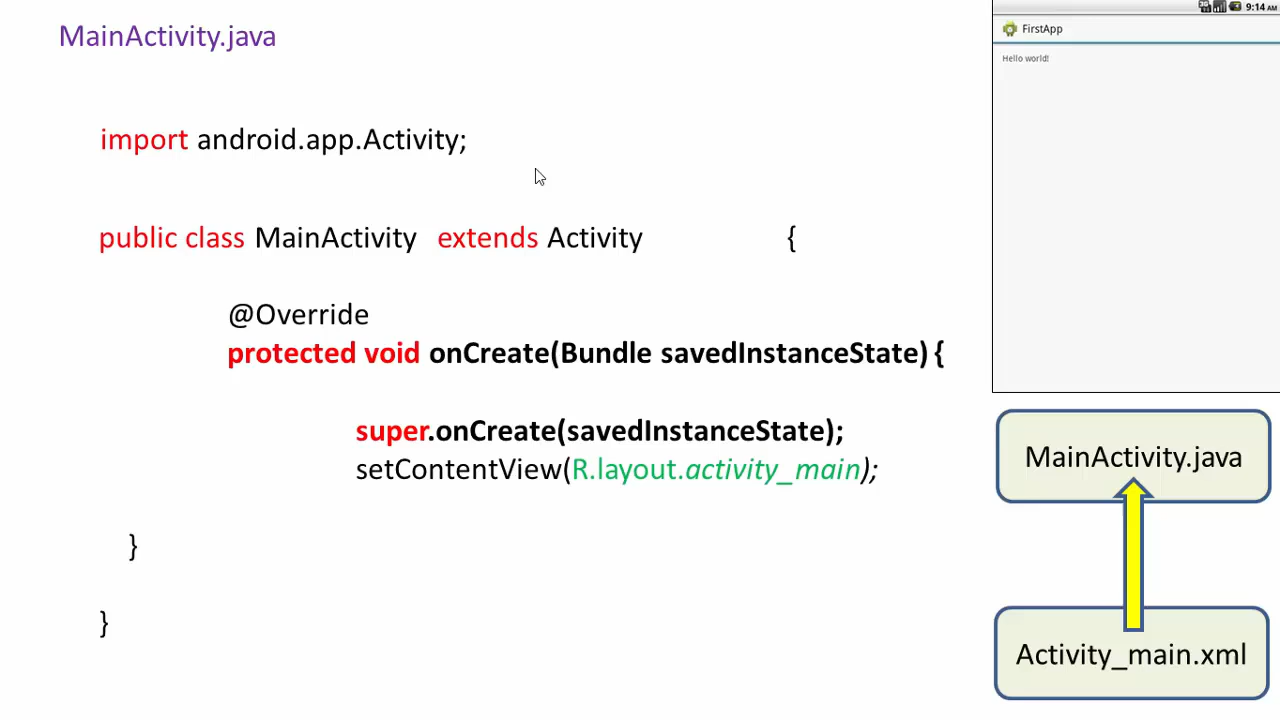 MainActivity.java
import android.app.Activity;
public class MainActivity extends Activity {
@Override
protected void onCreate(Bundle savedInstanceState) {
super.onCreate(savedInstanceState);
setContentView(R.layout.activity_main);
}
}
9:14 AM
FirstApp
Hello world!
MainActivity.java
Activity_main.xml